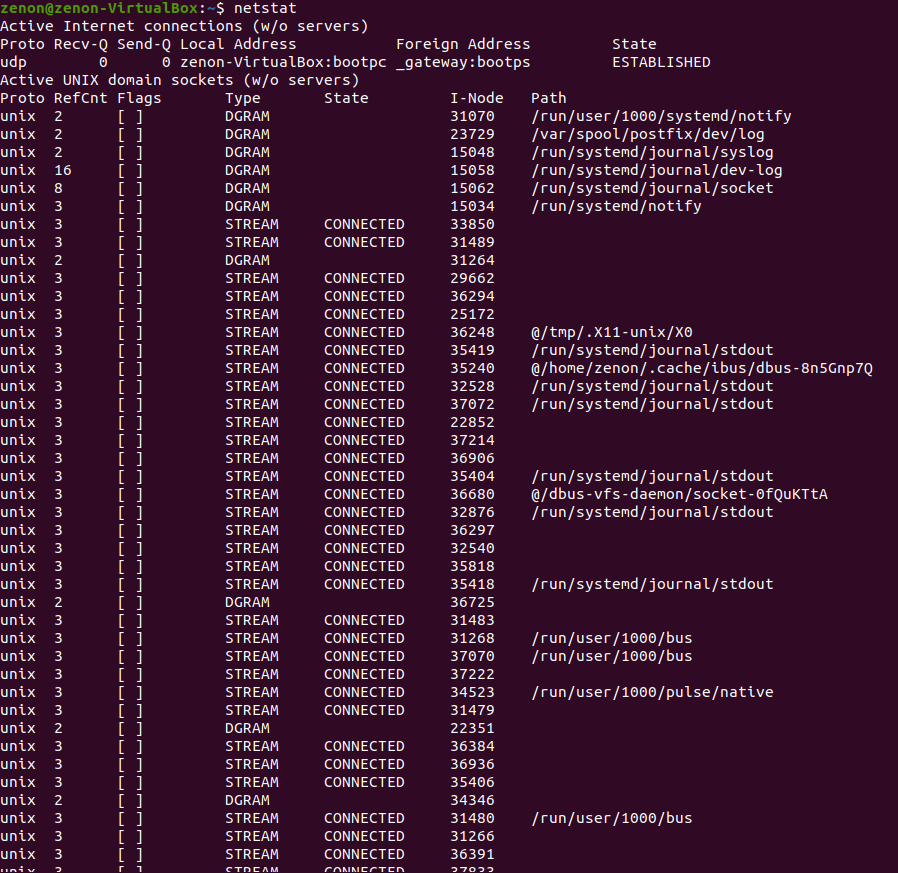 zenon@zenon-VirtualBox:~$ netstat
Active Internet connections (w/o servers)
Proto Recv-Q Send-Q Local Address           Foreign Address         State
udp        0      0 zenon-VirtualBox:bootpc _gateway:bootps         ESTABLISHED
Active UNIX domain sockets (w/o servers)
Proto RefCnt Flags       Type       State         I-Node   Path
unix  2      [ ]         DGRAM                    31070    /run/user/1000/systemd/notify
unix  2      [ ]         DGRAM                    23729    /var/spool/postfix/dev/log
unix  2      [ ]         DGRAM                    15048    /run/systemd/journal/syslog
unix  16     [ ]         DGRAM                    15058    /run/systemd/journal/dev-log
unix  8      [ ]         DGRAM                    15062    /run/systemd/journal/socket
unix  3      [ ]         DGRAM                    15034    /run/systemd/notify
unix  3      [ ]         STREAM     CONNECTED     33850
unix  3      [ ]         STREAM     CONNECTED     31489
unix  2      [ ]         DGRAM                    31264
unix  3      [ ]         STREAM     CONNECTED     29662
unix  3      [ ]         STREAM     CONNECTED     36294
unix  3      [ ]         STREAM     CONNECTED     25172
unix  3      [ ]         STREAM     CONNECTED     36248    @/tmp/.X11-unix/X0
unix  3      [ ]         STREAM     CONNECTED     35419    /run/systemd/journal/stdout
unix  3      [ ]         STREAM     CONNECTED     35240    @/home/zenon/.cache/ibus/dbus-8n5Gnp7Q
unix  3      [ ]         STREAM     CONNECTED     32528    /run/systemd/journal/stdout
unix  3      [ ]         STREAM     CONNECTED     37072    /run/systemd/journal/stdout
unix  3      [ ]         STREAM     CONNECTED     22852
unix  3      [ ]         STREAM     CONNECTED     37214
unix  3      [ ]         STREAM     CONNECTED     36906
unix  3      [ ]         STREAM     CONNECTED     35404    /run/systemd/journal/stdout
unix  3      [ ]         STREAM     CONNECTED     36680    @/dbus-vfs-daemon/socket-0fQuKTtA
unix  3      [ ]         STREAM     CONNECTED     32876    /run/systemd/journal/stdout
unix  3      [ ]         STREAM     CONNECTED     36297
unix  3      [ ]         STREAM     CONNECTED     32540
unix  3      [ ]         STREAM     CONNECTED     35818
unix  3      [ ]         STREAM     CONNECTED     35418    /run/systemd/journal/stdout
unix  2      [ ]         DGRAM                    36725
unix  3      [ ]         STREAM     CONNECTED     31483
unix  3      [ ]         STREAM     CONNECTED     31268    /run/user/1000/bus
unix  3      [ ]         STREAM     CONNECTED     37070    /run/user/1000/bus
unix  3      [ ]         STREAM     CONNECTED     37222
unix  3      [ ]         STREAM     CONNECTED     34523    /run/user/1000/pulse/native
unix  3      [ ]         STREAM     CONNECTED     31479
unix  2      [ ]         DGRAM                    22351
unix  3      [ ]         STREAM     CONNECTED     36384
unix  3      [ ]         STREAM     CONNECTED     36936
unix  3      [ ]         STREAM     CONNECTED     35406
unix  2      [ ]         DGRAM                    34346
unix  3      [ ]         STREAM     CONNECTED     31480    /run/user/1000/bus
unix  3      [ ]         STREAM     CONNECTED     31266
unix  3      [ ]         STREAM     CONNECTED     36391
unix  3      [ ]         STREAM     CONNECTED